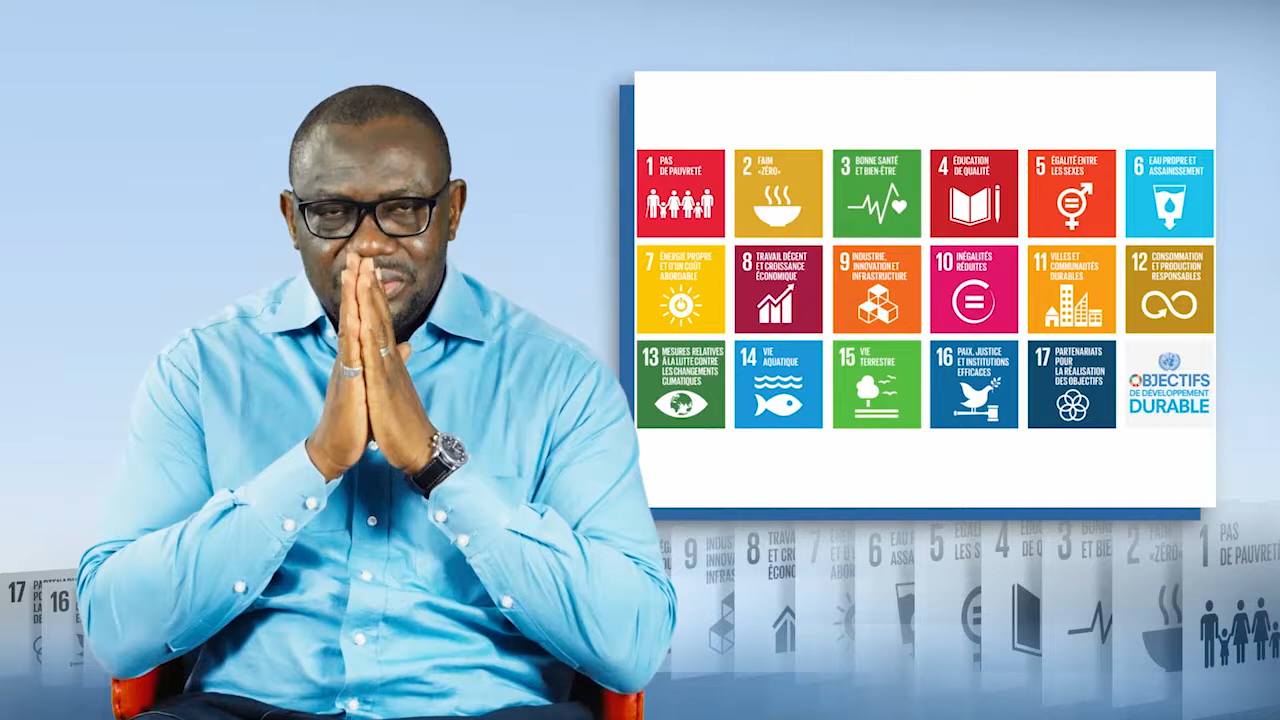 1 PAS
DE PAUVRETÉ
2 FAIM
«ZÉRO»
3 BONNE SANTÉ
ET BIEN-ÊTRE
4 ÉDUCATION
DE QUALITÉ
5 ÉGALITÉ ENTRE
LES SEXES
6 EAU PROPRE ET
ASSAINISSEMENT
7 ÉNERGIE PROPRE
ET D'UN COÛT
ABORDABLE
8 TRAVAIL DÉCENT
ET CROISSANCE
ÉCONOMIQUE
9 INDUSTRIE,
INNOVATION ET
INFRASTRUCTURE
10 INÉGALITÉS
RÉDUITES
11 VILLES ET
COMMUNAUTÉS
DURABLES
12 CONSOMMATION
ET PRODUCTION
RESPONSABLES
13 MESURES RELATIVES
À LA LUTTE CONTRE
LES CHANGEMENTS
CLIMATIQUES
14 VIE
AQUATIQUE
15 VIE
TERRESTRE
16 PAIX, JUSTICE
ET INSTITUTIONS
EFFICACES
17 PARTENARIATS
POUR
LA RÉALISATION
DES OBJECTIFS
OBJECTIFS
DE DÉVELOPPEMENT
DURABLE
17
16
9
8
7
6
5
4
3
2 FAIM
«ZÉRO»
1 PAS
DE PAUVRETÉ